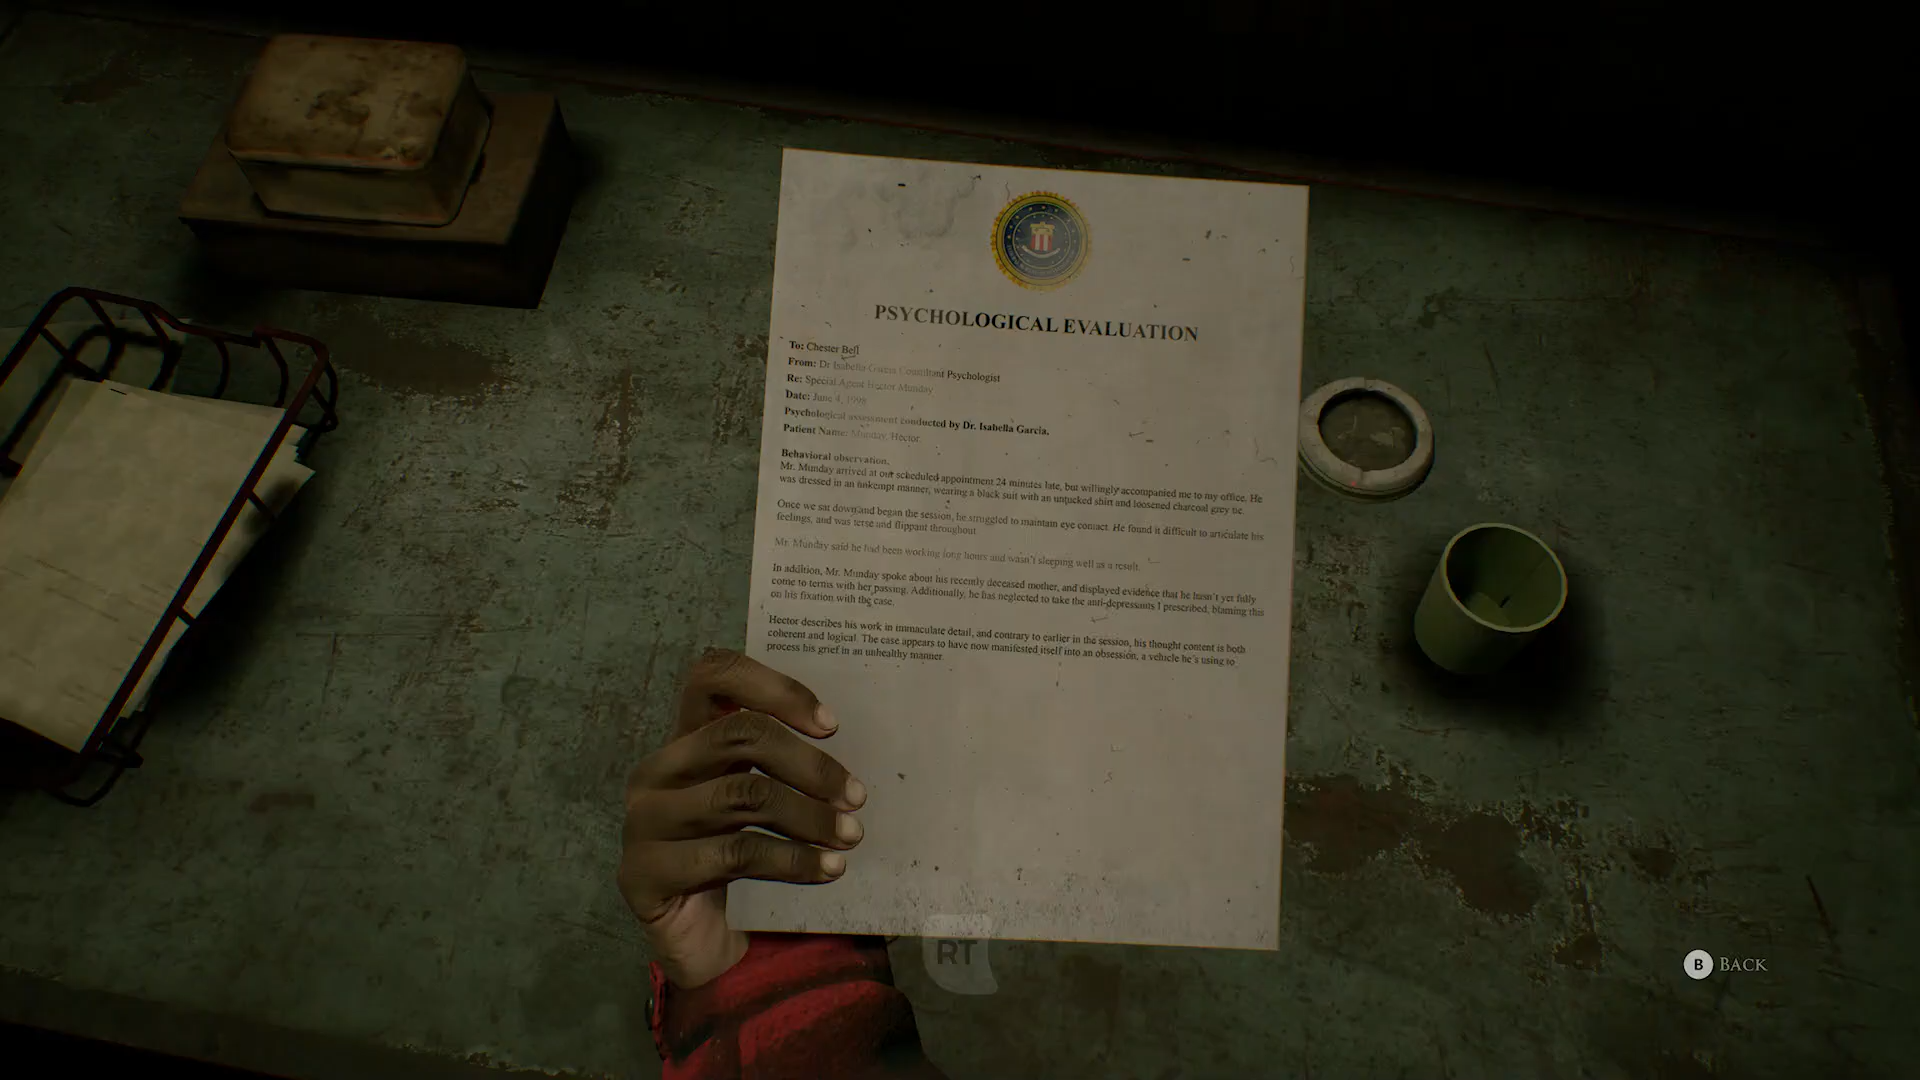 PSYCHOLOGICAL EVALUATION
To: Chester Bell
From: Dr Isabella Garcia Consultant Psychologist
Re: Special Agent Hector Munday
Date: June 4, 1998
Psychological assessment conducted by Dr. Isabella Garcia.
Patient Name: Munday, Hector
Behavioral observation.
Mr. Munday arrived at our scheduled appointment 24 minutes late, but willingly accompanied me to my office. He
was dressed in an unkempt manner, wearing a black suit with an untucked shirt and loosened charcoal grey tie.
Once we sat down and began the session, he struggled to maintain eye contact. He found it difficult to articulate his
feelings, and was terse and flippant throughout.
Mr. Munday said he had been working long hours and wasn't sleeping well as a result.
In addition, Mr. Munday spoke about his recently deceased mother, and displayed evidence that he hasn't yet fully
come to terms with her passing. Additionally, he has neglected to take the anti-depressants I prescribed, blaming this
on his fixation with the case.
Hector describes his work in immaculate detail, and contrary to earlier in the session, his thought content is both
coherent and logical. The case appears to have now manifested itself into an obsession, a vehicle he's using to
process his grief in an unhealthy manner.
RT
B BACK